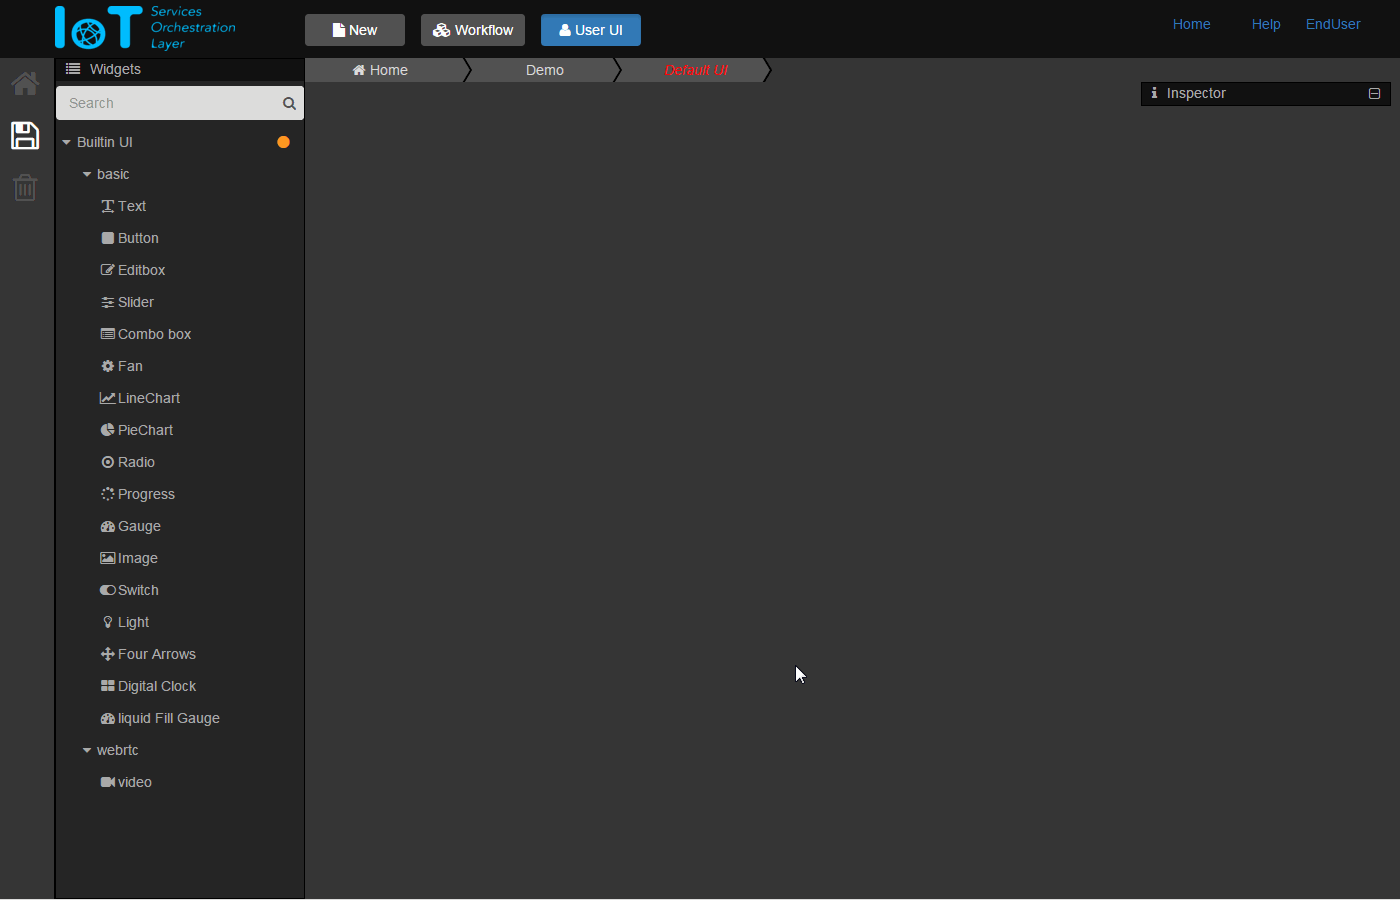 IoT Services
Orchestration
Layer
New
Workflow
User UI
Home
Help
EndUser
Widgets
Home
Demo
Default UI
Search
Inspector
Builtin UI
basic
Text
Button
Editbox
Slider
Combo box
Fan
LineChart
PieChart
Radio
Progress
Gauge
Image
Switch
Light
Four Arrows
Digital Clock
liquid Fill Gauge
webrtc
video